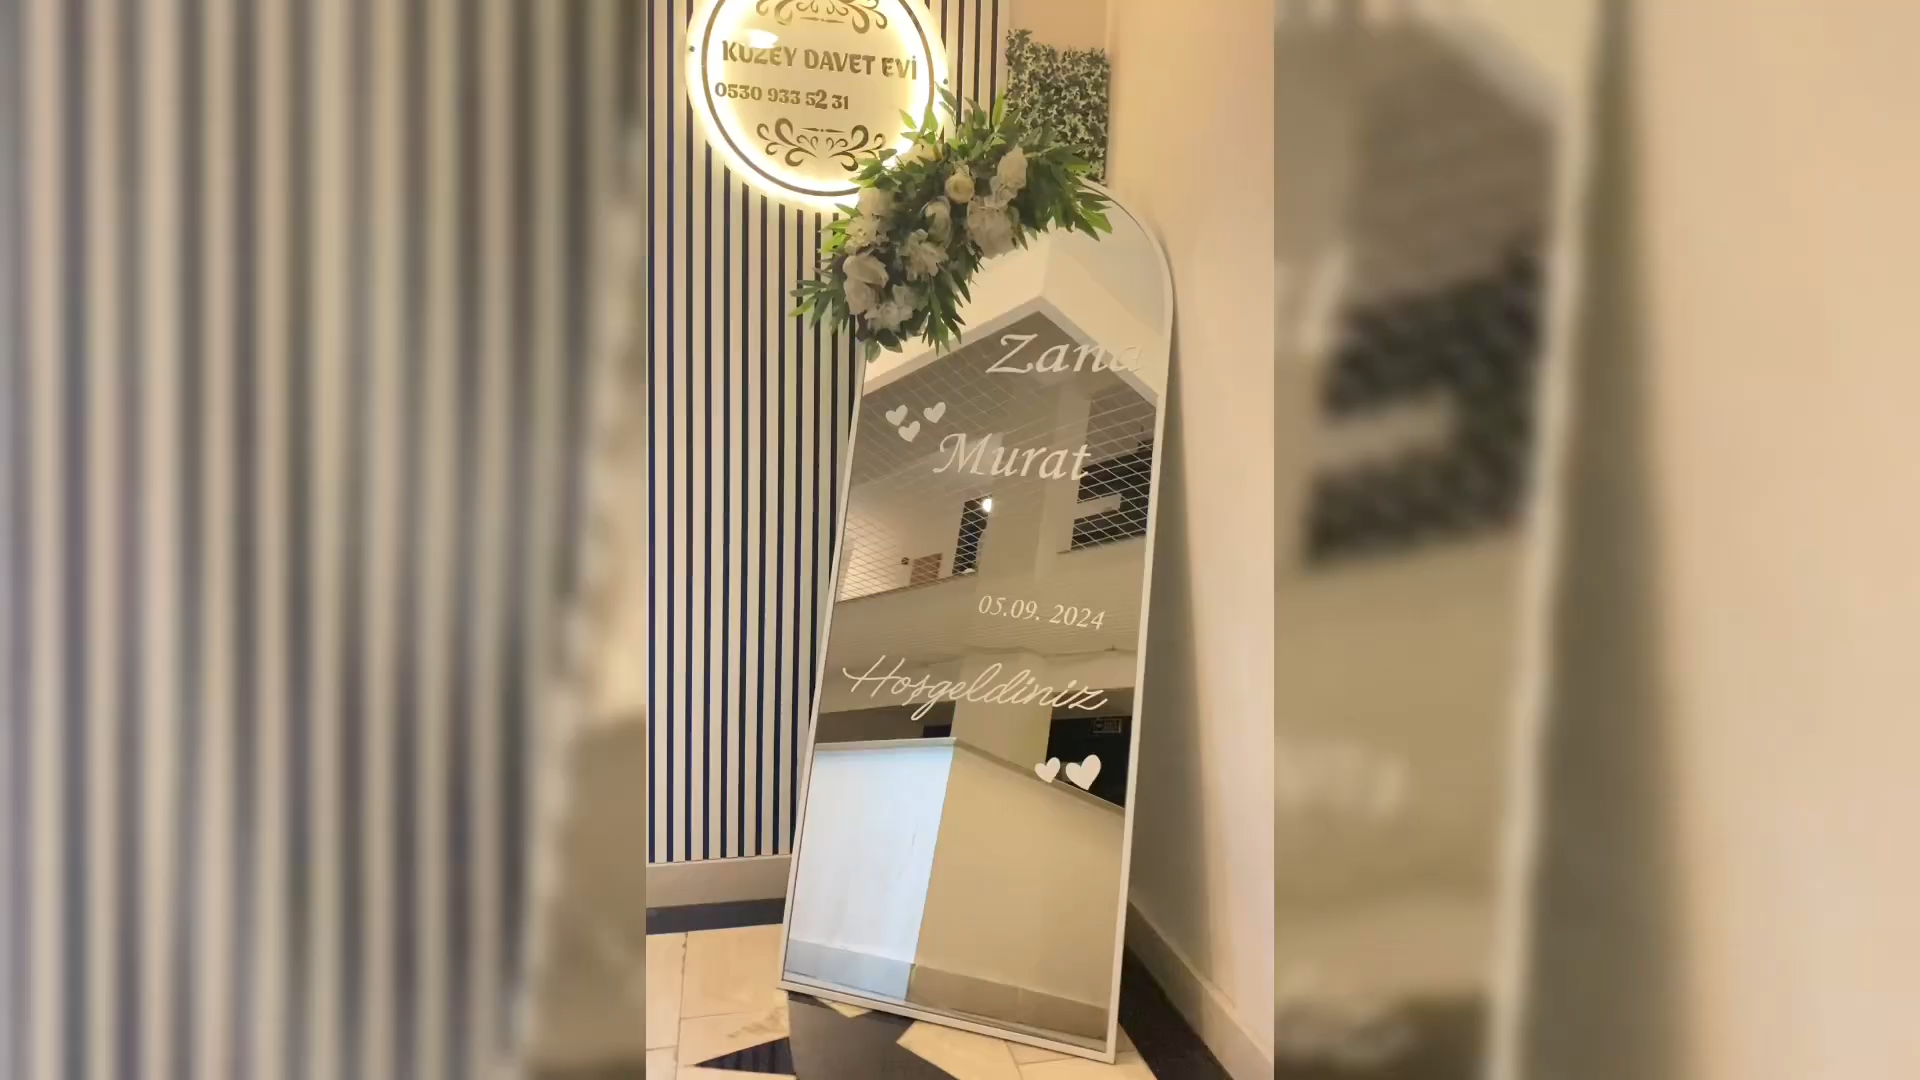 KUZEY DAVET EVİ
0530 933 52 31
Zana
Murat
05.09. 2024
Hoşgeldiniz